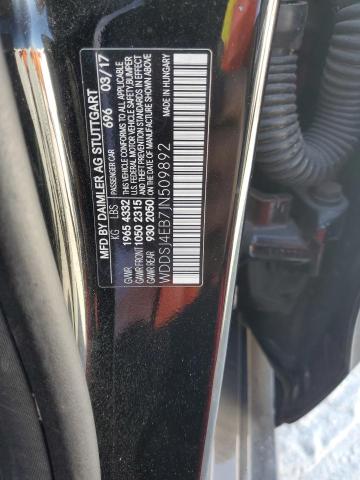 MFD BY DAIMLER AG STUTTGART
PASSENGER CAR 696 03/17
KG LBS
GVWR 1965 4332
GAWR FRONT 1050 2315
GAWR REAR 930 2050
THIS VEHICLE CONFORMS TO ALL APPLICABLE
U.S. FEDERAL MOTOR VEHICLE SAFETY, BUMPER
AND THEFT PREVENTION STANDARDS IN EFFECT
ON THE DATE OF MANUFACTURE SHOWN ABOVE
WDDSJ4EB7JN509892
MADE IN HUNGARY